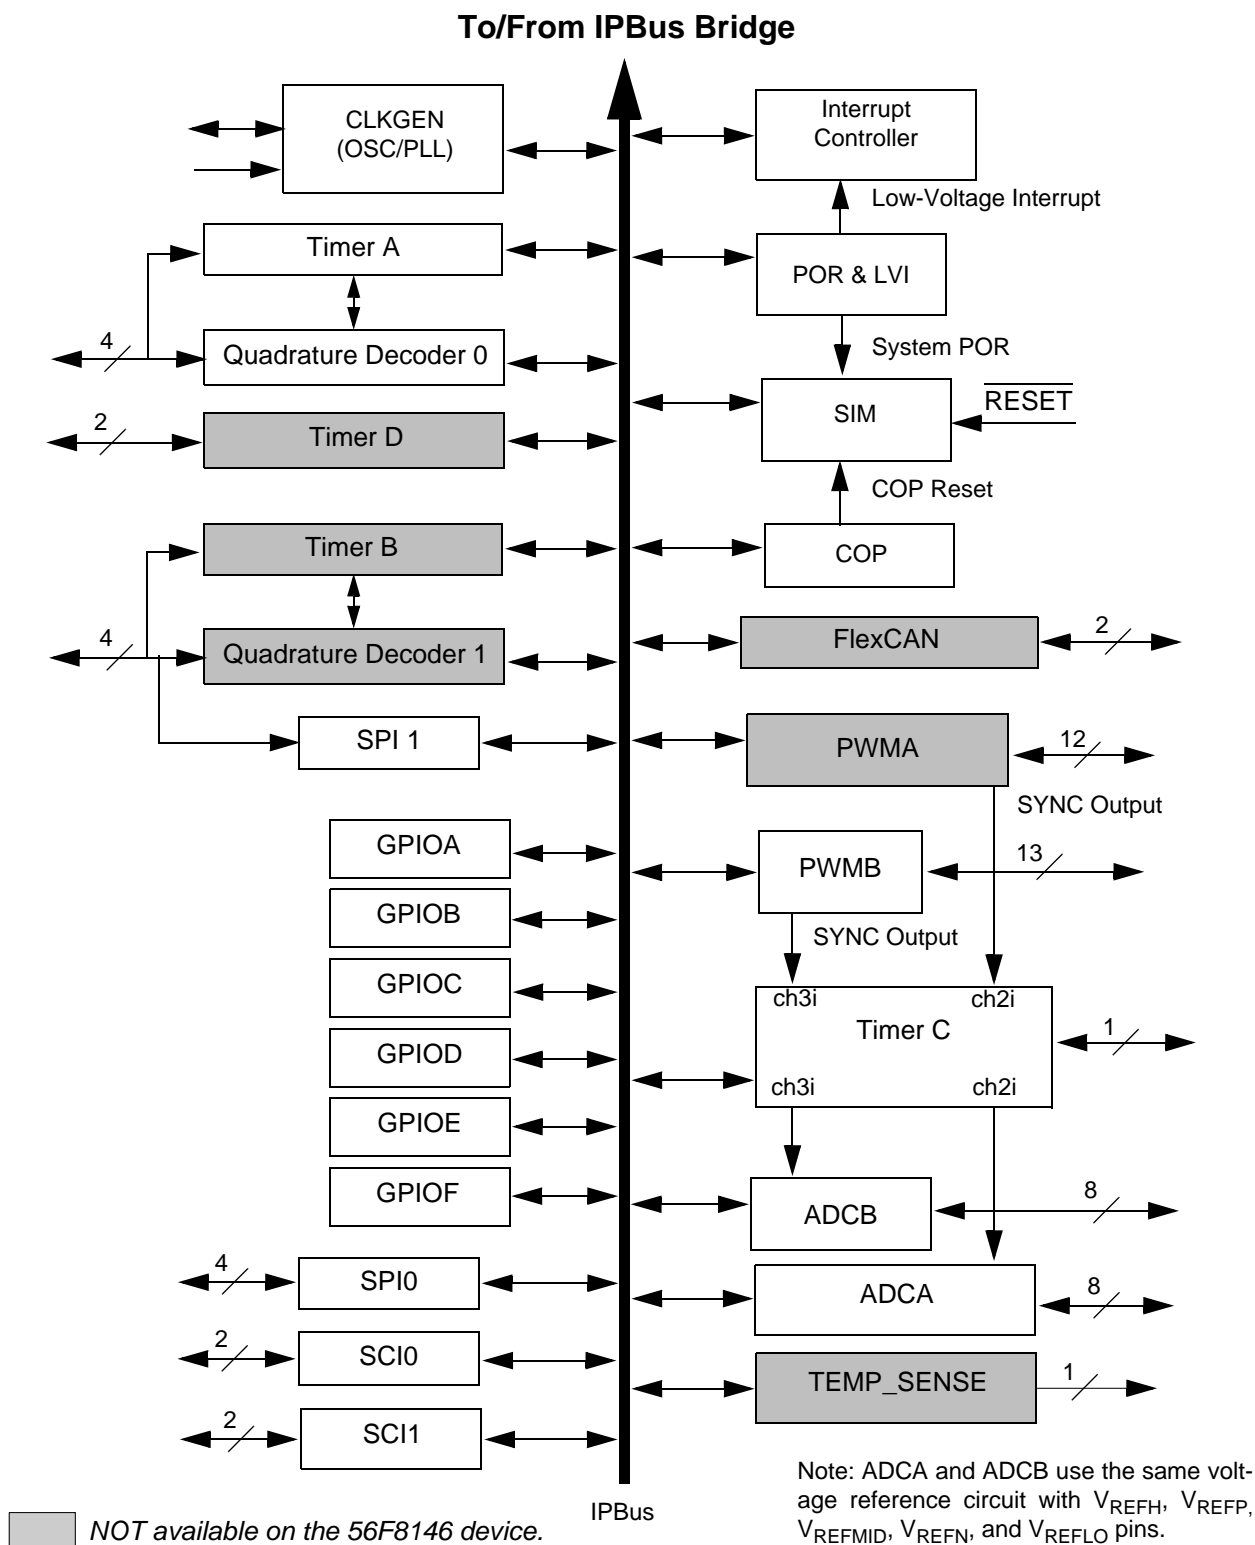 To/From IPBus Bridge
CLKGEN
(OSC/PLL)
Interrupt
Controller
Low-Voltage Interrupt
Timer A
POR & LVI
4
Quadrature Decoder 0
System POR
SIM
RESET
2
Timer D
COP Reset
Timer B
COP
4
Quadrature Decoder 1
FlexCAN
2
SPI 1
PWMA
12
SYNC Output
GPIOA
PWMB
13
GPIOB
SYNC Output
GPIOC
ch3i
ch2i
Timer C
1
GPIOD
ch3i
ch2i
GPIOE
GPIOF
ADCB
8
4
SPI0
ADCA
8
2
SCI0
TEMP_SENSE
1
2
SCI1
Note: ADCA and ADCB use the same volt-
age reference circuit with VREFH, VREFP,
VREFMID, VREFN, and VREFLO pins.
IPBus
NOT available on the 56F8146 device.